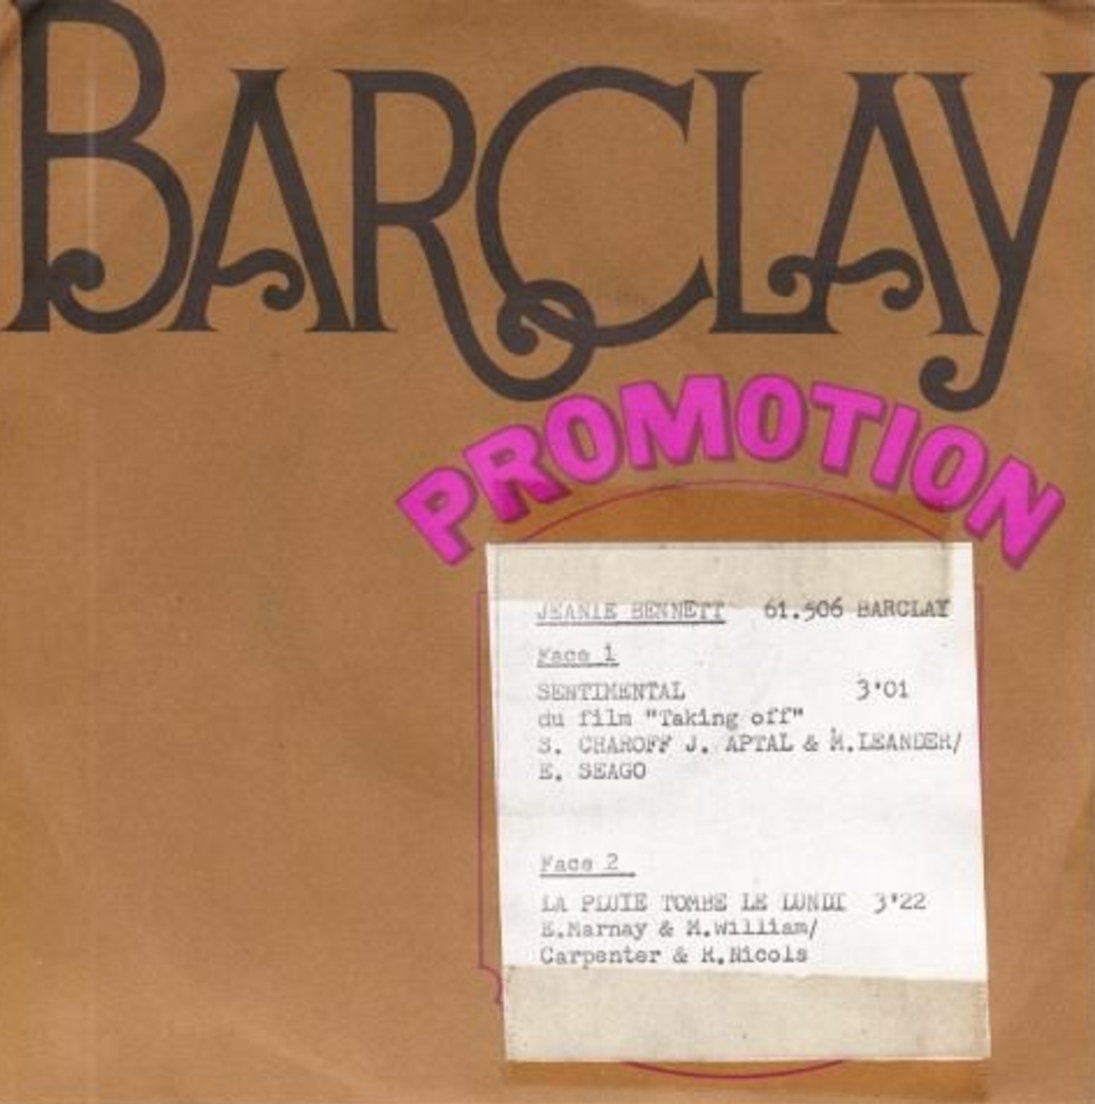 BARCLAY
PROMOTION
JEANIE BENNETT 61.506 BARCLAY
Face 1
SENTIMENTAL 3'01
du film "Taking off"
S. CHAROFF J. APTAL & M.LEANDER/
E. SEAGO
Face 2
LA PLUIE TOMBE LE LUNDI 3'22
E.Marnay & M.William/
Carpenter & R.Nicols